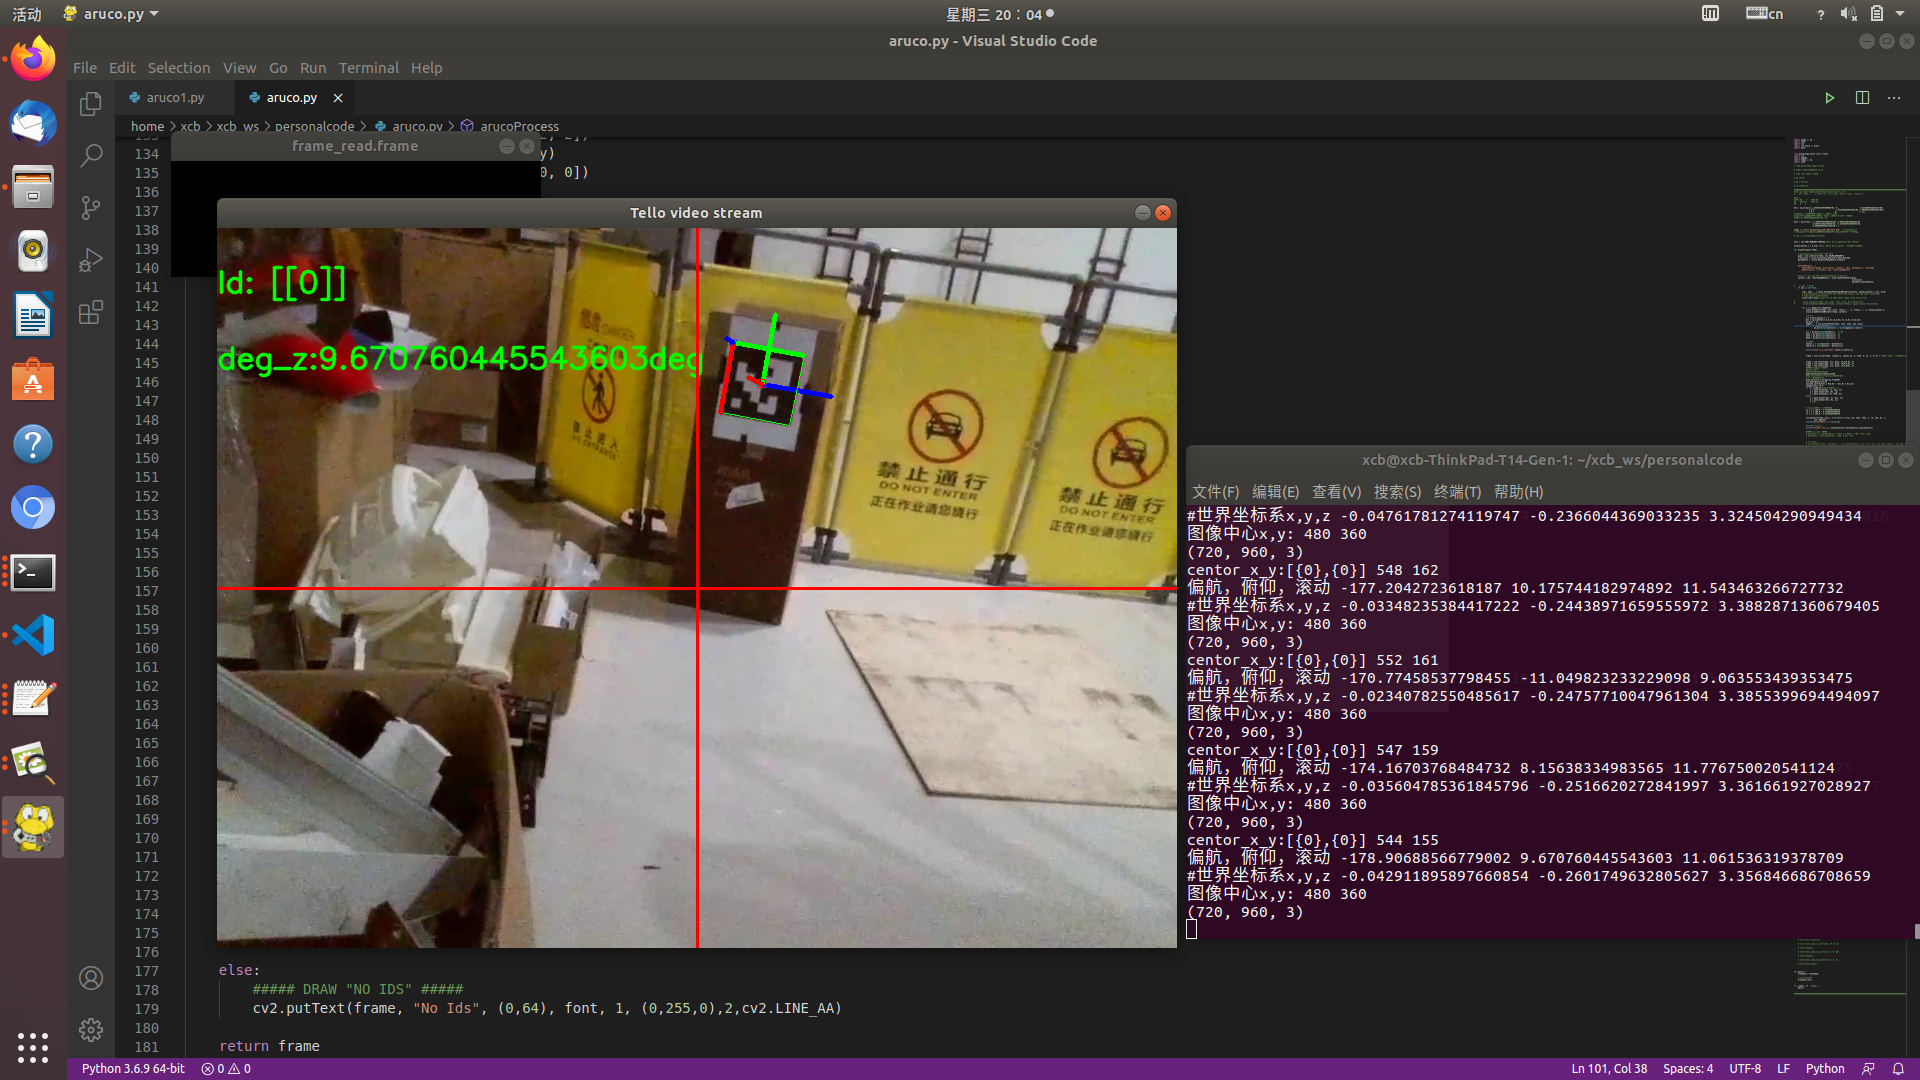 活动
aruco.py
星期三 20：04
cn
aruco.py - Visual Studio Code
File Edit Selection View Go Run Terminal Help
aruco1.py
aruco.py
home > xcb > xcb_ws > personalcode > aruco.py > arucoProcess
frame_read.frame
134 y)
135 0, 0])
136
137
Tello video stream
138
139
140
141
142
143
144
145
146
147
148
149
150
151
152
153
154
155
156
157
158
159
160
161
162
163
164
165
166
167
168
169
170
171
172
173
174
175
176
Id: [[0]]
deg_z:9.670760445543603deg
禁止通行
DO NOT ENTER
正在作业请您绕行
禁止通行
DO NOT ENTER
正在作业请您绕行
177 else:
178 ##### DRAW "NO IDS" #####
179 cv2.putText(frame, "No Ids", (0,64), font, 1, (0,255,0),2,cv2.LINE_AA)
180
181 return frame
xcb@xcb-ThinkPad-T14-Gen-1: ~/xcb_ws/personalcode
文件(F) 编辑(E) 查看(V) 搜索(S) 终端(T) 帮助(H)
#世界坐标系x,y,z -0.04761781274119747 -0.2366044369033235 3.324504290949434
图像中心x,y: 480 360
(720, 960, 3)
centor_x_y:[{0},{0}] 548 162
偏航，俯仰，滚动 -177.2042723618187 10.175744182974892 11.543463266727732
#世界坐标系x,y,z -0.03348235384417222 -0.24438971659555972 3.3882871360679405
图像中心x,y: 480 360
(720, 960, 3)
centor_x_y:[{0},{0}] 552 161
偏航，俯仰，滚动 -170.77458537798455 -11.049823233229098 9.063553439353475
#世界坐标系x,y,z -0.02340782550485617 -0.24757710047961304 3.3855399694494097
图像中心x,y: 480 360
(720, 960, 3)
centor_x_y:[{0},{0}] 547 159
偏航，俯仰，滚动 -174.16703768484732 8.15638334983565 11.776750020541124
#世界坐标系x,y,z -0.035604785361845796 -0.2516620272841997 3.361661927028927
图像中心x,y: 480 360
(720, 960, 3)
centor_x_y:[{0},{0}] 544 155
偏航，俯仰，滚动 -178.90688566779002 9.670760445543603 11.061536319378709
#世界坐标系x,y,z -0.042911895897660854 -0.2601749632805627 3.356846686708659
图像中心x,y: 480 360
(720, 960, 3)
Python 3.6.9 64-bit 0 0
Ln 101, Col 38 Spaces: 4 UTF-8 LF Python